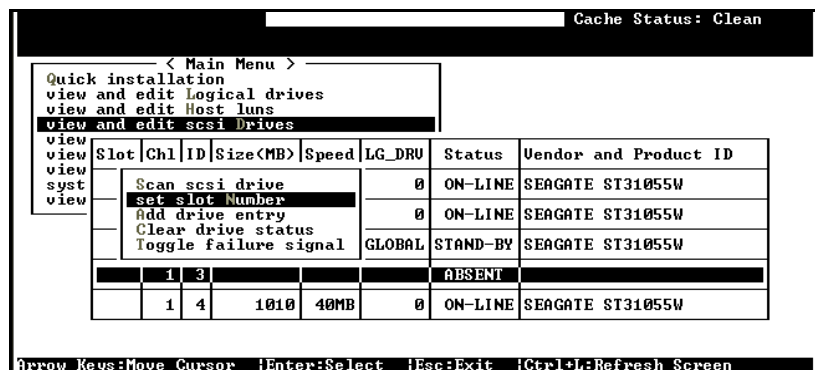 Cache Status: Clean
< Main Menu >
Quick installation
view and edit Logical drives
view and edit Host luns
view and edit scsi Drives
view
view
view
syst
view
Slot Chl ID Size(MB) Speed LG_DRV Status Vendor and Product ID
0 ON-LINE SEAGATE ST31055W
0 ON-LINE SEAGATE ST31055W
GLOBAL STAND-BY SEAGATE ST31055W
Scan scsi drive
set slot Number
Add drive entry
Clear drive status
Toggle failure signal
1 3 ABSENT
1 4 1010 40MB 0 ON-LINE SEAGATE ST31055W
Arrow Keys:Move Cursor |Enter:Select |Esc:Exit |Ctrl+L:Refresh Screen